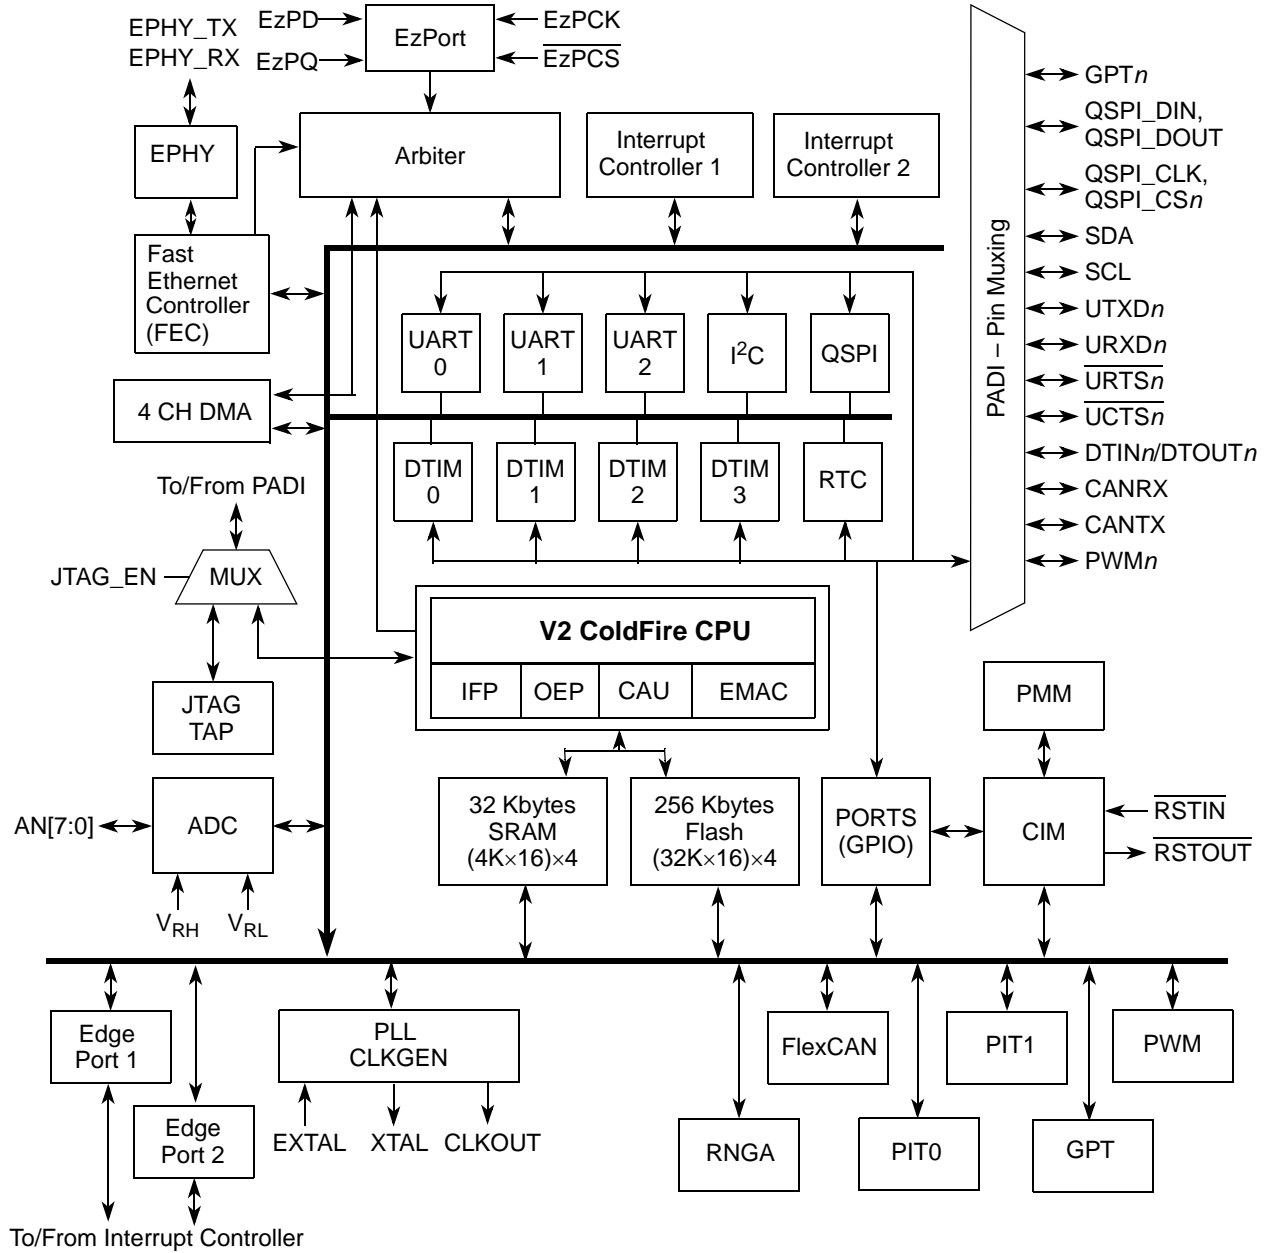 EPHY_TX
EPHY_RX
EzPD
EzPQ
EzPort
EzPCK
EzPCS
EPHY
Arbiter
Interrupt
Controller 1
Interrupt
Controller 2
Fast
Ethernet
Controller
(FEC)
4 CH DMA
UART
0
UART
1
UART
2
I2C
QSPI
DTIM
0
DTIM
1
DTIM
2
DTIM
3
RTC
PADI – Pin Muxing
GPTn
QSPI_DIN,
QSPI_DOUT
QSPI_CLK,
QSPI_CSn
SDA
SCL
UTXDn
URXDn
URTSn
UCTSn
DTINn/DTOUTn
CANRX
CANTX
PWMn
To/From PADI
JTAG_EN
MUX
JTAG
TAP
V2 ColdFire CPU
IFP
OEP
CAU
EMAC
PMM
AN[7:0]
ADC
VRH
VRL
32 Kbytes
SRAM
(4K×16)×4
256 Kbytes
Flash
(32K×16)×4
PORTS
(GPIO)
CIM
RSTIN
RSTOUT
Edge
Port 1
Edge
Port 2
PLL
CLKGEN
EXTAL
XTAL
CLKOUT
RNGA
FlexCAN
PIT0
PIT1
GPT
PWM
To/From Interrupt Controller